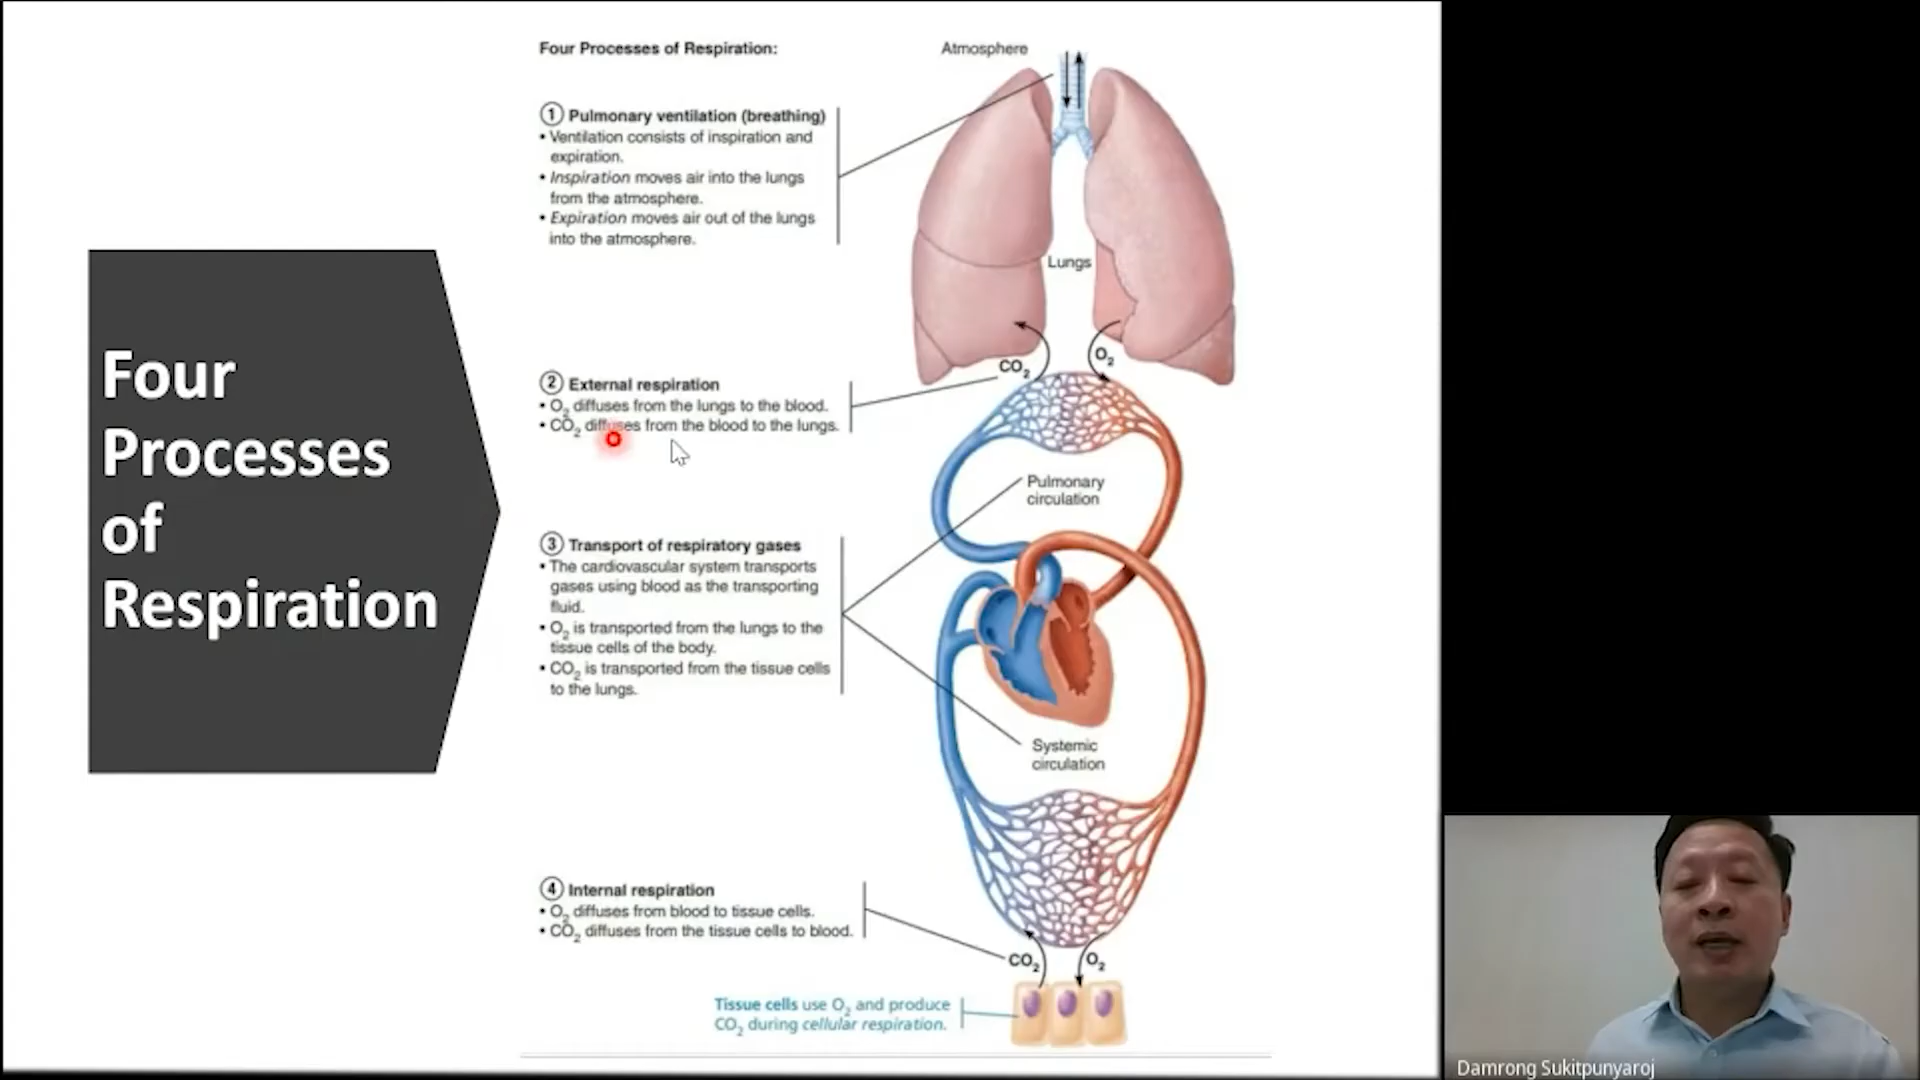 Four
Processes
of
Respiration
Four Processes of Respiration:
Atmosphere
1 Pulmonary ventilation (breathing)
• Ventilation consists of inspiration and
expiration.
• Inspiration moves air into the lungs
from the atmosphere.
• Expiration moves air out of the lungs
into the atmosphere.
Lungs
CO₂
O₂
2 External respiration
• O₂ diffuses from the lungs to the blood.
• CO₂ diffuses from the blood to the lungs.
Pulmonary
circulation
3 Transport of respiratory gases
• The cardiovascular system transports
gases using blood as the transporting
fluid.
• O₂ is transported from the lungs to the
tissue cells of the body.
• CO₂ is transported from the tissue cells
to the lungs.
Systemic
circulation
4 Internal respiration
• O₂ diffuses from blood to tissue cells.
• CO₂ diffuses from the tissue cells to blood.
CO₂
O₂
Tissue cells use O₂ and produce
CO₂ during cellular respiration.
Damrong Sukitpunyaroj